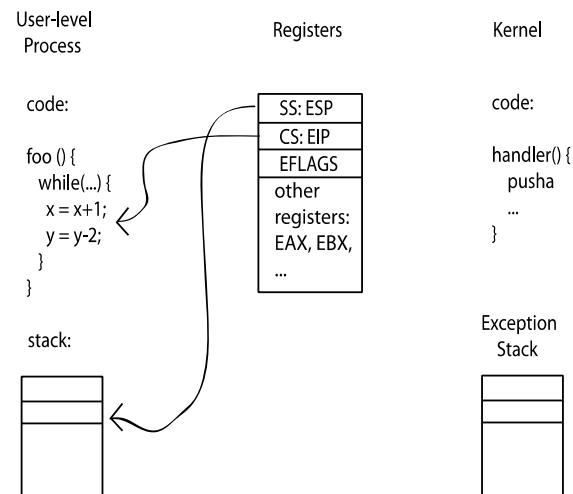 User-level
Process
code:
foo () {
while(...) {
x = x+1;
y = y-2;
}
}
stack:
Registers
SS: ESP
CS: EIP
EFLAGS
other
registers:
EAX, EBX,
...
Kernel
code:
handler() {
pusha
...
}
Exception
Stack